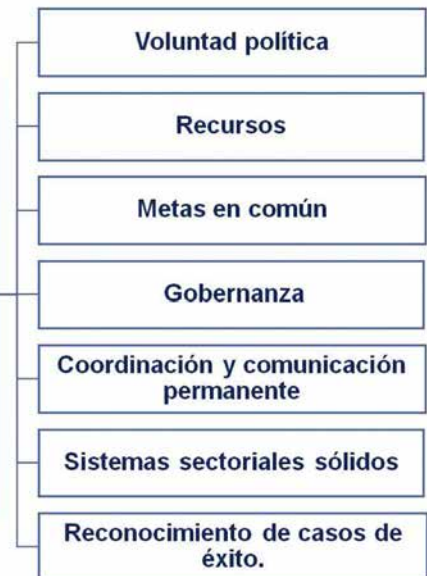 Voluntad política
Recursos
Metas en común
Gobernanza
Coordinación y comunicación
permanente
Sistemas sectoriales sólidos
Reconocimiento de casos de
éxito.